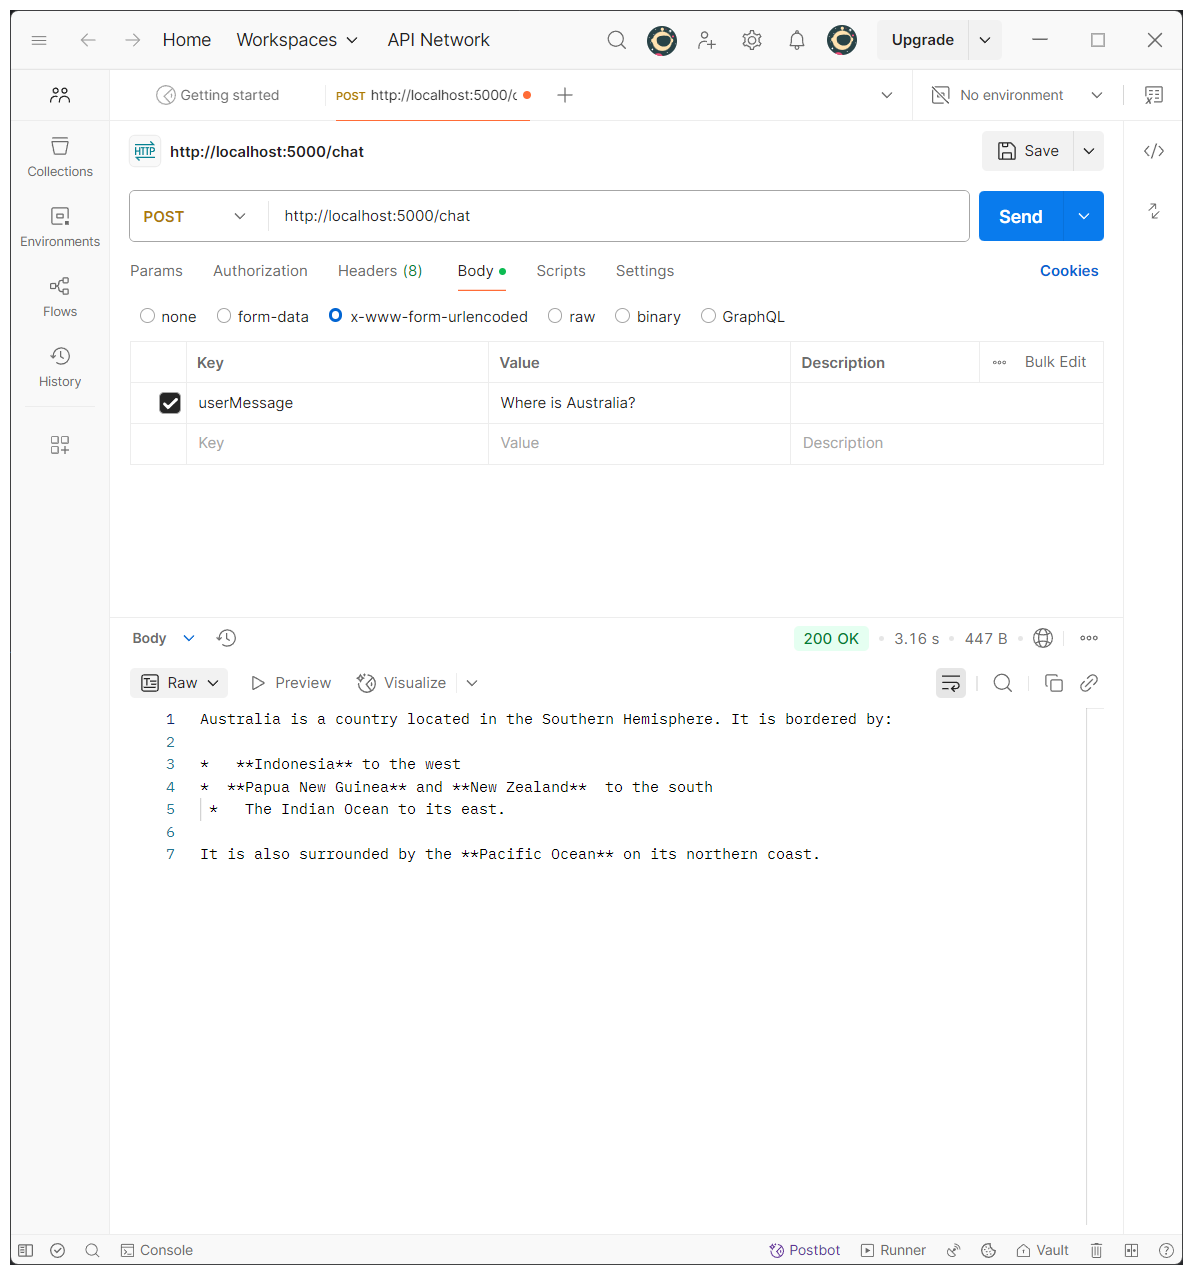 Home Workspaces API Network Upgrade
Getting started POST http://localhost:5000/c No environment
HTTP http://localhost:5000/chat Save
Collections
Environments
Flows
History
POST http://localhost:5000/chat Send
Params Authorization Headers (8) Body Scripts Settings Cookies
none form-data x-www-form-urlencoded raw binary GraphQL
Key Value Description Bulk Edit
userMessage Where is Australia?
Key Value Description
Body 200 OK 3.16 s 447 B
Raw Preview Visualize
1 Australia is a country located in the Southern Hemisphere. It is bordered by:
2
3 *   **Indonesia** to the west
4 *  **Papua New Guinea** and **New Zealand**  to the south
5  *   The Indian Ocean to its east.
6
7 It is also surrounded by the **Pacific Ocean** on its northern coast.
Console Postbot Runner Vault